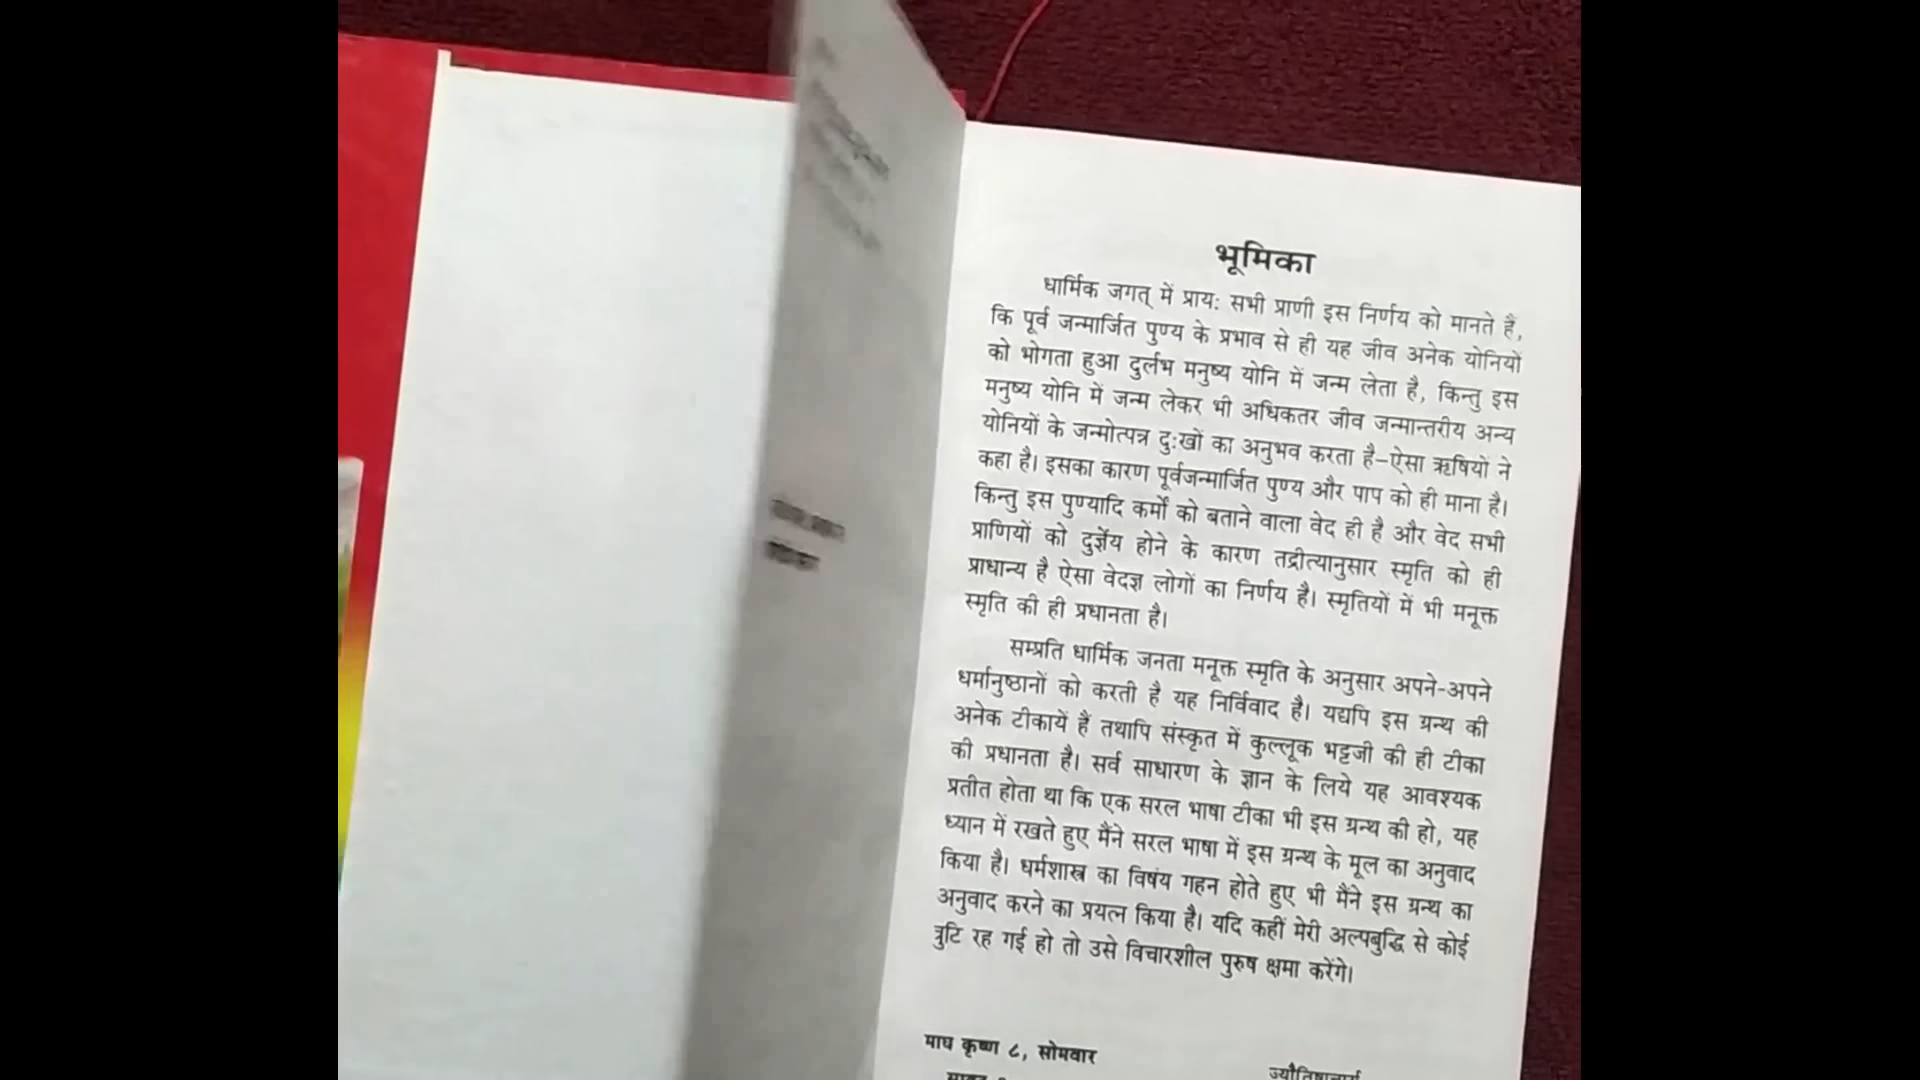 भूमिका
धार्मिक जगत् में प्राय: सभी प्राणी इस निर्णय को मानते हैं,
कि पूर्व जन्मार्जित पुण्य के प्रभाव से ही यह जीव अनेक योनियों
को भोगता हुआ दुर्लभ मनुष्य योनि में जन्म लेता है, किन्तु इस
मनुष्य योनि में जन्म लेकर भी अधिकतर जीव जन्मान्तरीय अन्य
योनियों के जन्मोत्पन्न दु:खों का अनुभव करता है–ऐसा ऋषियों ने
कहा है। इसका कारण पूर्वजन्मार्जित पुण्य और पाप को ही माना है।
किन्तु इस पुण्यादि कर्मों को बताने वाला वेद ही है और वेद सभी
प्राणियों को दुर्ज्ञेय होने के कारण तद्रीत्यानुसार स्मृति को ही
प्राधान्य है ऐसा वेदज्ञ लोगों का निर्णय है। स्मृतियों में भी मनूक्त
स्मृति की ही प्रधानता है।
सम्प्रति धार्मिक जनता मनूक्त स्मृति के अनुसार अपने-अपने
धर्मानुष्ठानों को करती है यह निर्विवाद है। यद्यपि इस ग्रन्थ की
अनेक टीकायें हैं तथापि संस्कृत में कुल्लूक भट्टजी की ही टीका
की प्रधानता है। सर्व साधारण के ज्ञान के लिये यह आवश्यक
प्रतीत होता था कि एक सरल भाषा टीका भी इस ग्रन्थ की हो, यह
ध्यान में रखते हुए मैंने सरल भाषा में इस ग्रन्थ के मूल का अनुवाद
किया है। धर्मशास्त्र का विषय गहन होते हुए भी मैंने इस ग्रन्थ का
अनुवाद करने का प्रयत्न किया है। यदि कहीं मेरी अल्पबुद्धि से कोई
त्रुटि रह गई हो तो उसे विचारशील पुरुष क्षमा करेंगे।
माघ कृष्ण ८, सोमवार
ज्यौतिषाचार्य